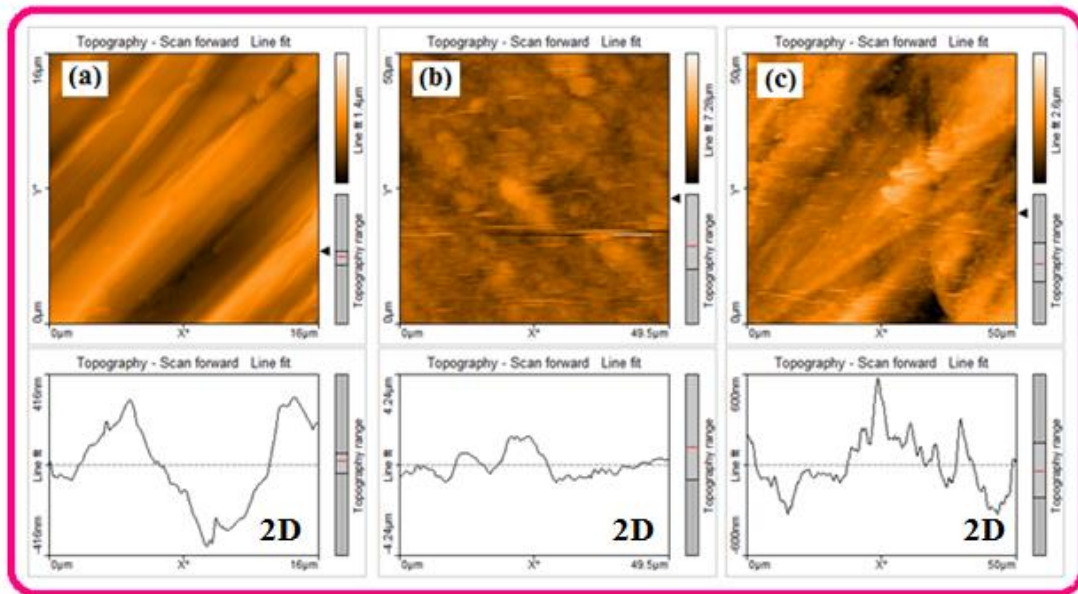 Topography - Scan forward Line fit
(a)
16µm
Y*
0µm
0µm
X*
16µm
Line fit 1.4µm
Topography range
Topography - Scan forward Line fit
(b)
50µm
Y*
0µm
0µm
X*
49.5µm
Line fit 7.28µm
Topography range
Topography - Scan forward Line fit
(c)
50µm
Y*
0µm
0µm
X*
50µm
Line fit 2.6µm
Topography range
Topography - Scan forward Line fit
416nm
Line fit
-416nm
2D
0µm
X*
16µm
Topography range
Topography - Scan forward Line fit
4.24µm
Line fit
-4.24µm
2D
0µm
X*
49.5µm
Topography range
Topography - Scan forward Line fit
600nm
Line fit
-600nm
2D
0µm
X*
50µm
Topography range